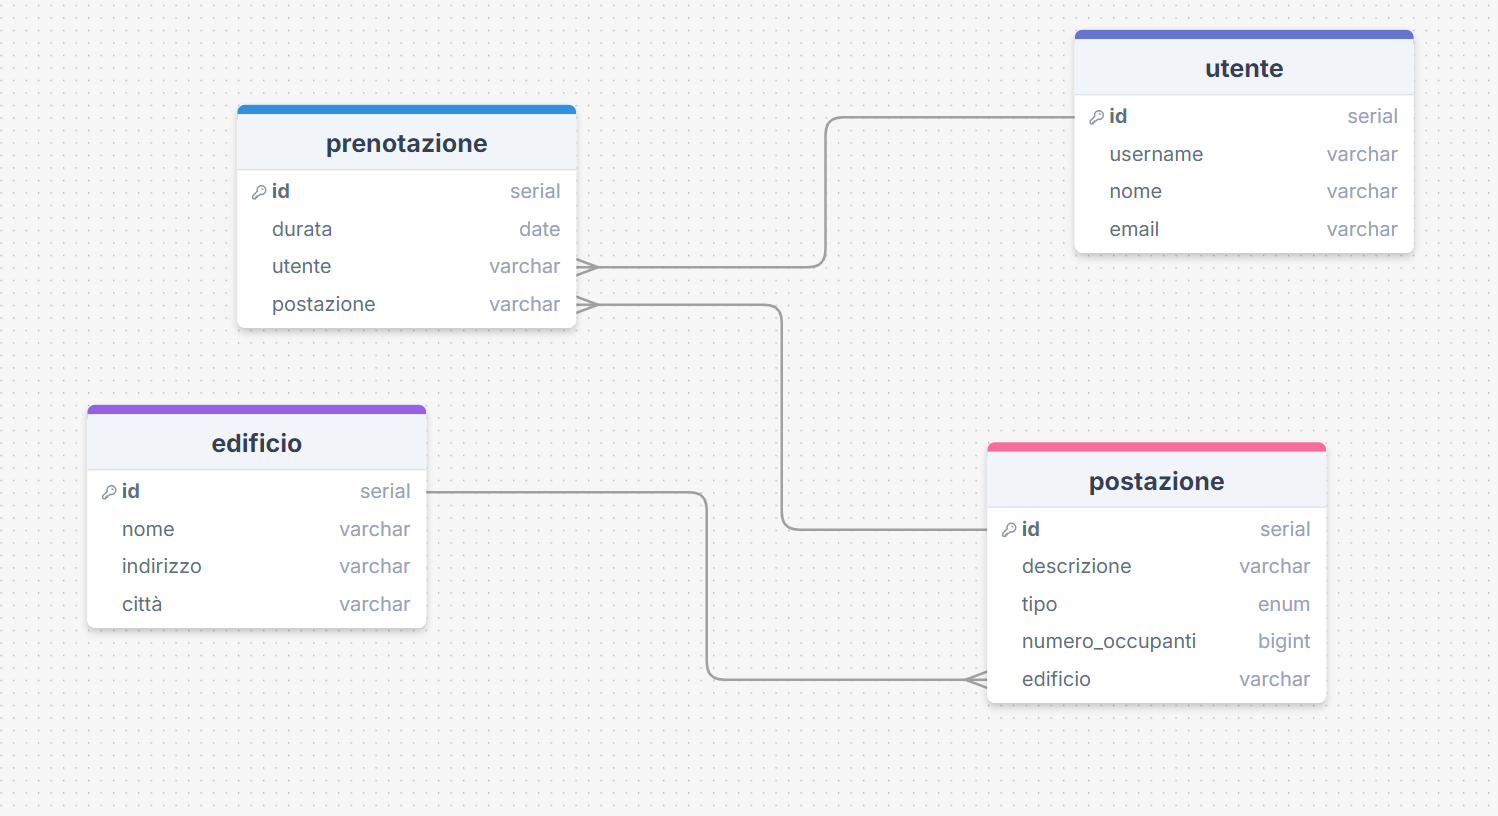 prenotazione
id serial
durata date
utente varchar
postazione varchar
utente
id serial
username varchar
nome varchar
email varchar
edificio
id serial
nome varchar
indirizzo varchar
città varchar
postazione
id serial
descrizione varchar
tipo enum
numero_occupanti bigint
edificio varchar